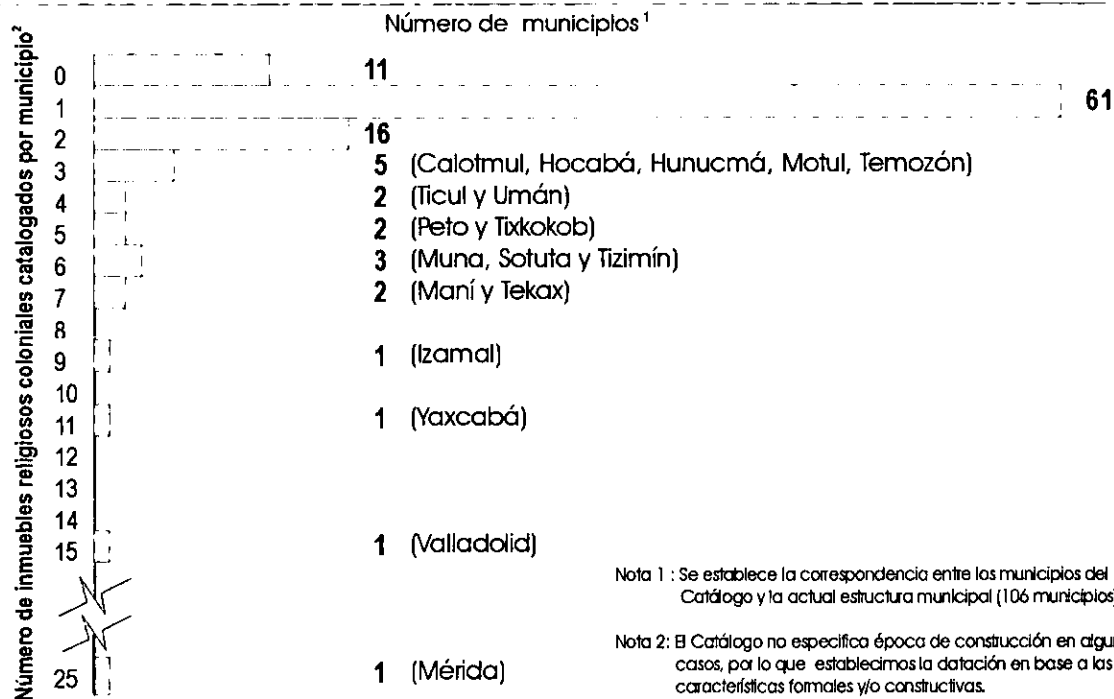 Número de municipios¹
Número de inmuebles religiosos coloniales catalogados por municipio²
0 11
1 61
2 16
3 5 (Calotmul, Hocabá, Hunucmá, Motul, Temozón)
4 2 (Ticul y Umán)
5 2 (Peto y Tixkokob)
6 3 (Muna, Sotuta y Tizimín)
7 2 (Maní y Tekax)
8
9 1 (Izamal)
10
11 1 (Yaxcabá)
12
13
14
15 1 (Valladolid)
25 1 (Mérida)
Nota 1 : Se establece la correspondencia entre los municipios del
Catálogo y la actual estructura municipal (106 municipios)
Nota 2: El Catálogo no especifica época de construcción en
casos, por lo que establecimos la datación en base a las
características formales y/o constructivas.